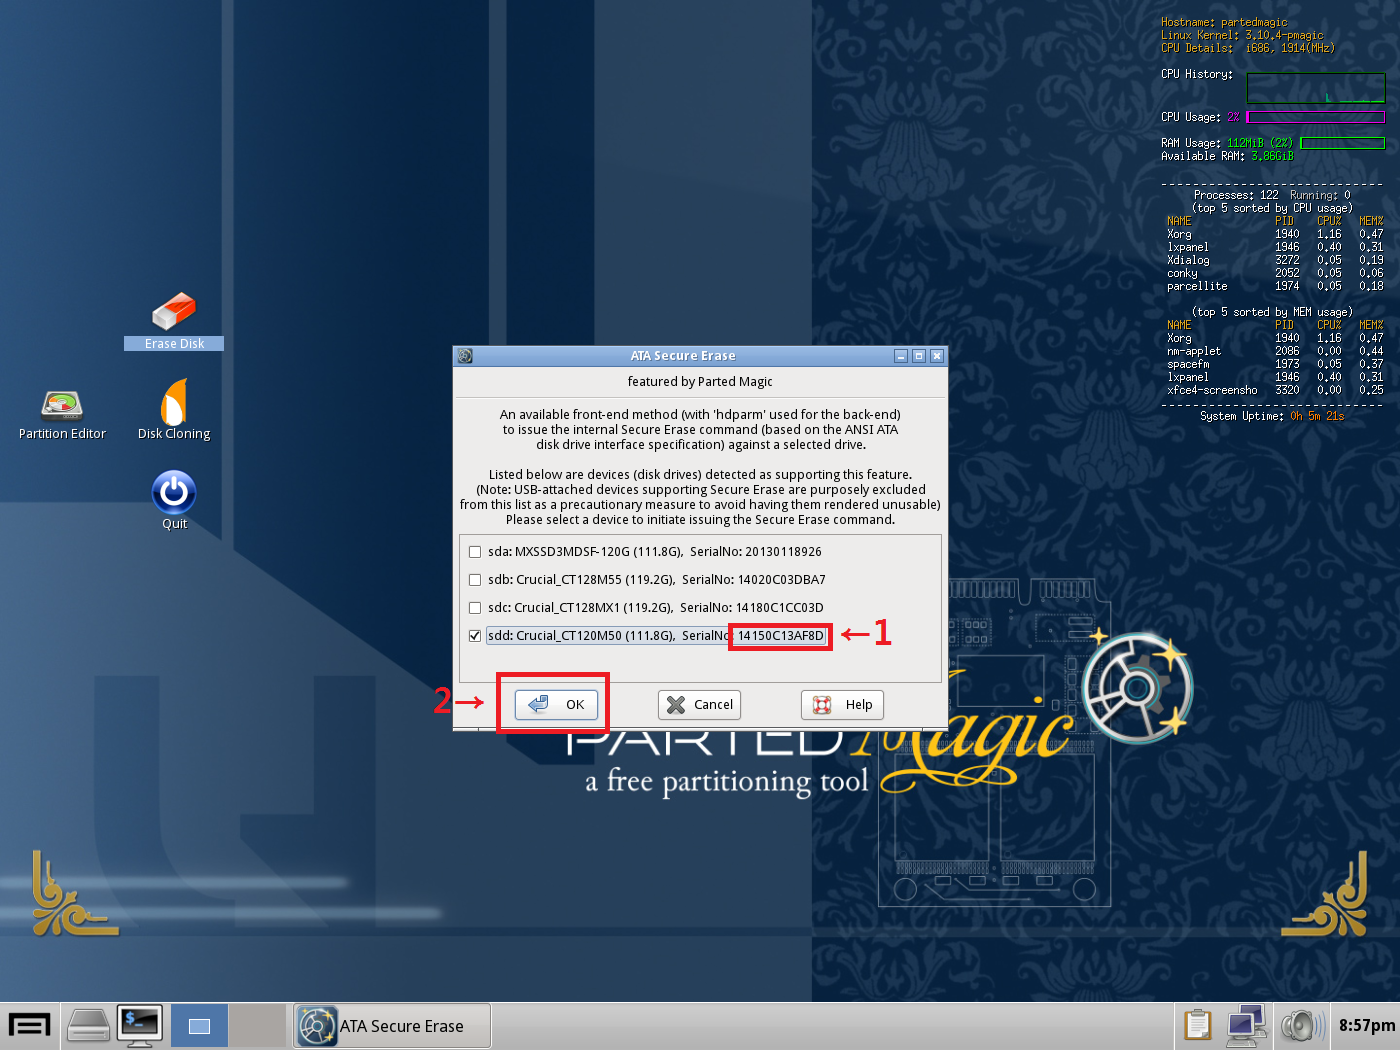 Hostname: partedmagic
Linux Kernel: 3.10.4-pmagic
CPU Details: i686, 1914(MHz)
CPU History:
CPU Usage: 2%
RAM Usage: 112MiB (2%)
Available RAM: 3.86GiB
Processes: 122 Running: 0
(top 5 sorted by CPU usage)
NAME PID CPU% MEM%
Xorg 1940 1.16 0.47
lxpanel 1946 0.40 0.31
Xdialog 3272 0.05 0.19
conky 2052 0.05 0.06
parcellite 1974 0.05 0.18
(top 5 sorted by MEM usage)
NAME PID CPU% MEM%
Xorg 1940 1.16 0.47
nm-applet 2086 0.00 0.44
spacefm 1973 0.05 0.37
lxpanel 1946 0.40 0.31
xfce4-screensho 3320 0.00 0.25
System Uptime: 0h 5m 21s
Erase Disk
Partition Editor
Disk Cloning
Quit
ATA Secure Erase
featured by Parted Magic
An available front-end method (with 'hdparm' used for the back-end)
to issue the internal Secure Erase command (based on the ANSI ATA
disk drive interface specification) against a selected drive.
Listed below are devices (disk drives) detected as supporting this feature.
(Note: USB-attached devices supporting Secure Erase are purposely excluded
from this list as a precautionary measure to avoid having them rendered unusable)
Please select a device to initiate issuing the Secure Erase command.
sda: MXSSD3MDSF-120G (111.8G), SerialNo: 20130118926
sdb: Crucial_CT128M55 (119.2G), SerialNo: 14020C03DBA7
sdc: Crucial_CT128MX1 (119.2G), SerialNo: 14180C1CC03D
sdd: Crucial_CT120M50 (111.8G), SerialNo: 14150C13AF8D
←1
2→
OK
Cancel
Help
PARTED Magic
a free partitioning tool
$_
ATA Secure Erase
8:57pm